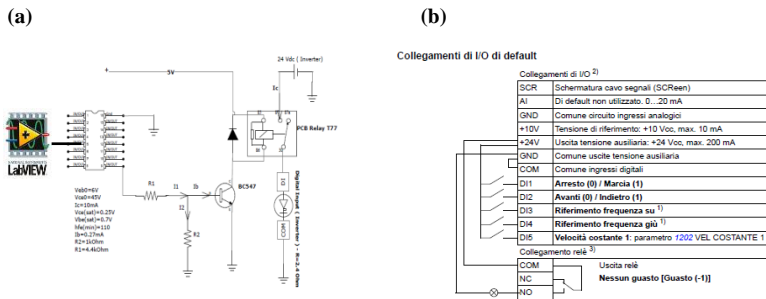 (a)
(b)
24 Vdc ( Inverter )
5V
Ic
PCB Relay T77
LabVIEW
R1
I1
Ib
BC547
I2
R2
Veb0=6V
Vce0=45V
Ic=10mA
Vce(sat)=0.25V
Vbe(sat)=0.7V
hfe(min)=110
Ib=0.27mA
R2=1kOhm
R1=4.4kOhm
DI
COM
Digital Input ( Inverter ) - R=2.4 Ohm
Collegamenti di I/O di default
Collegamenti di I/O 2)
SCR Schermatura cavo segnali (SCReen)
AI Di default non utilizzato. 0…20 mA
GND Comune circuito ingressi analogici
+10V Tensione di riferimento: +10 Vcc, max. 10 mA
+24V Uscita tensione ausiliaria: +24 Vcc, max. 200 mA
GND Comune uscite tensione ausiliaria
COM Comune ingressi digitali
DI1 Arresto (0) / Marcia (1)
DI2 Avanti (0) / Indietro (1)
DI3 Riferimento frequenza su 1)
DI4 Riferimento frequenza giù 1)
DI5 Velocità costante 1: parametro 1202 VEL COSTANTE 1
Collegamento relè 3)
COM Uscita relè
NC Nessun guasto [Guasto (-1)]
NO